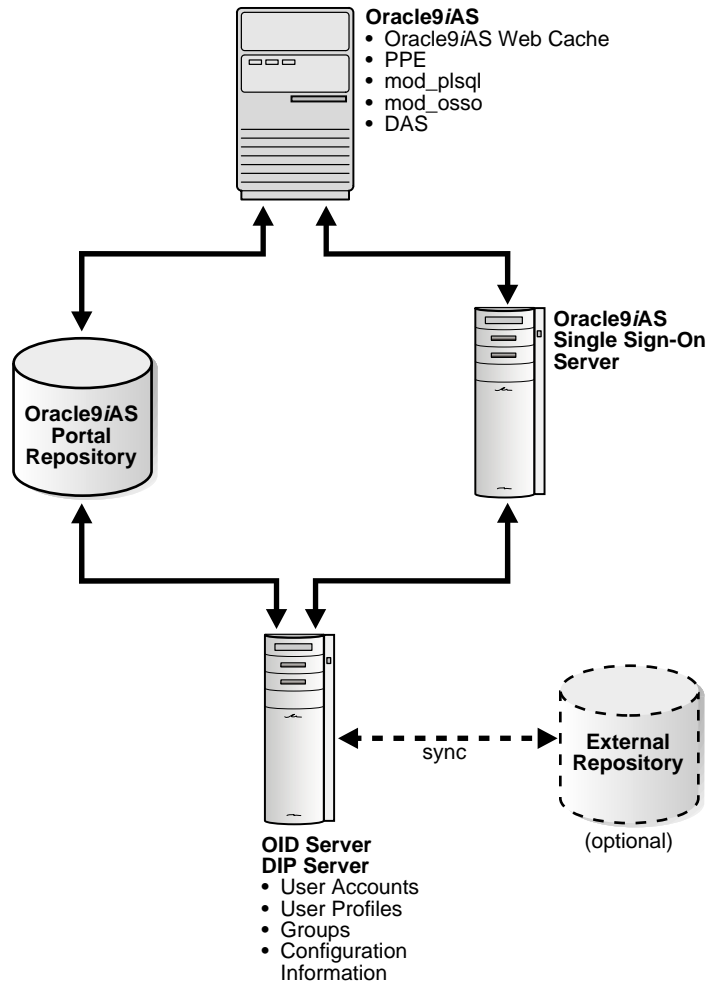 Oracle9iAS
• Oracle9iAS Web Cache
• PPE
• mod_plsql
• mod_osso
• DAS
Oracle9iAS
Single Sign-On
Server
Oracle9iAS
Portal
Repository
sync
External
Repository
(optional)
OID Server
DIP Server
• User Accounts
• User Profiles
• Groups
• Configuration
Information